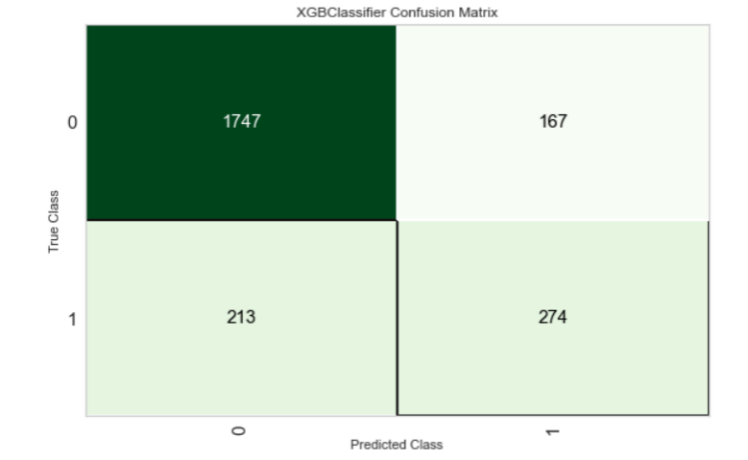 XGBClassifier Confusion Matrix
0
1747
167
True Class
1
213
274
0
1
Predicted Class